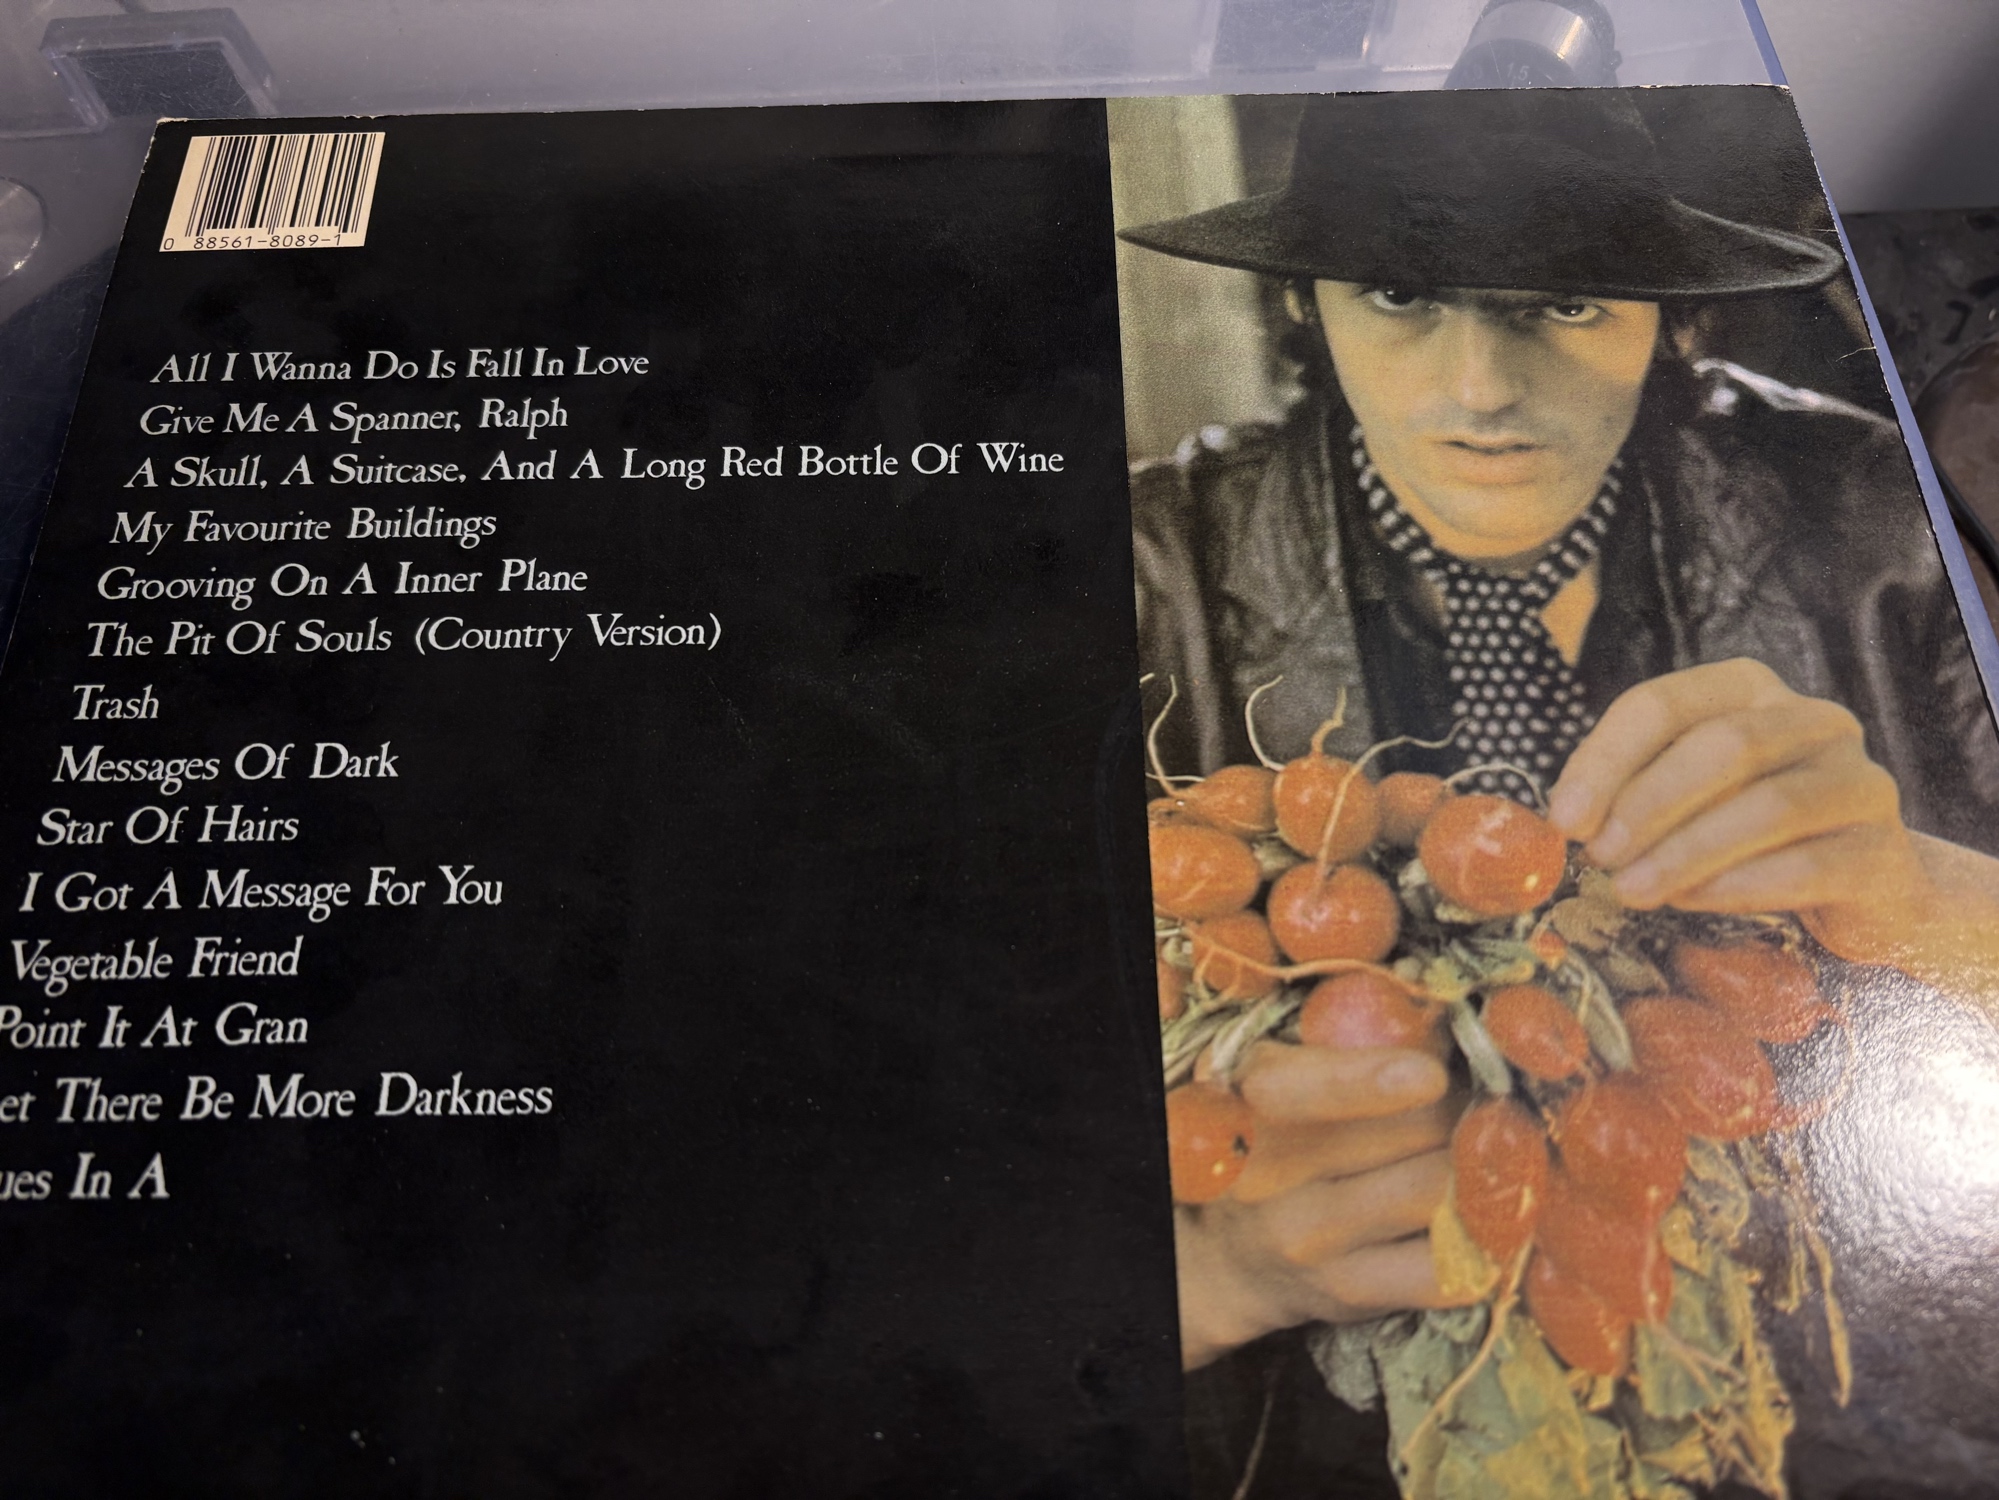 0 88561-8089-1
All I Wanna Do Is Fall In Love
Give Me A Spanner, Ralph
A Skull, A Suitcase, And A Long Red Bottle Of Wine
My Favourite Buildings
Grooving On A Inner Plane
The Pit Of Souls (Country Version)
Trash
Messages Of Dark
Star Of Hairs
I Got A Message For You
Vegetable Friend
Point It At Gran
et There Be More Darkness
ues In A
1.5